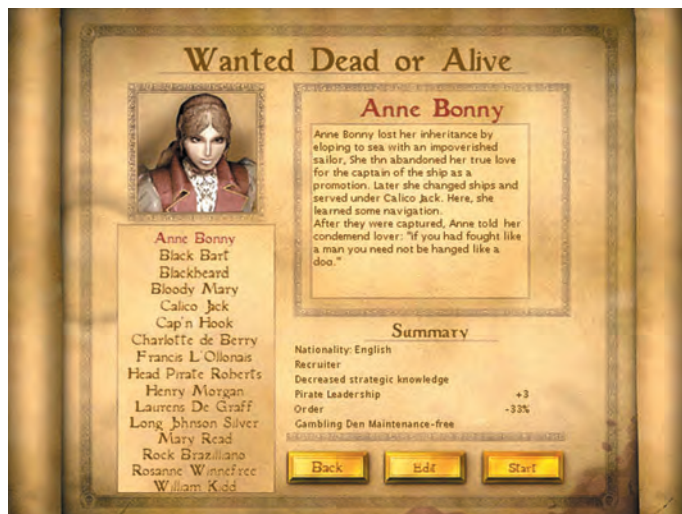 Wanted Dead or Alive
Anne Bonny
Anne Bonny lost her inheritance by
eloping to sea with an impoverished
sailor, She thn abandoned her true love
for the captain of the ship as a
promotion. Later she changed ships and
served under Calico Jack. Here, she
learned some navigation.
After they were captured, Anne told her
condemend lover: "if you had fought like
a man you need not be hanged like a
dog."
Anne Bonny
Black Bart
Blackbeard
Bloody Mary
Calico Jack
Cap'n Hook
Charlotte de Berry
Francis L'Ollonais
Head Pirate Roberts
Henry Morgan
Laurens De Graff
Long Johnson Silver
Mary Read
Rock Braziliano
Rosanne Winnefree
William Kidd
Summary
Nationality: English
Recruiter
Decreased strategic knowledge
Pirate Leadership +3
Order -33%
Gambling Den Maintenance-free
Back Edit Start